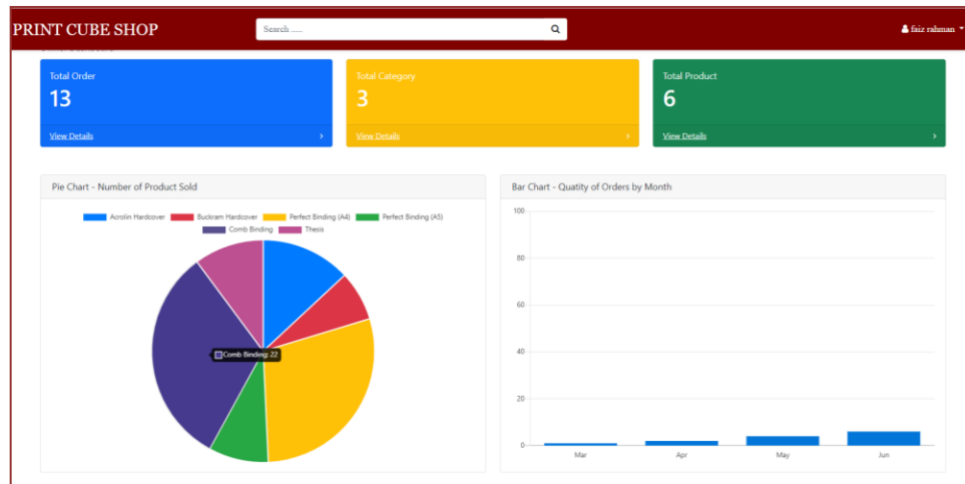 PRINT CUBE SHOP
Search .....
faiz rahman
Total Order
13
View Details
Total Category
3
View Details
Total Product
6
View Details
Pie Chart - Number of Product Sold
Acrolin Hardcover Buckram Hardcover Perfect Binding (A4) Perfect Binding (A5)
Comb Binding Thesis
Comb Binding: 22
Bar Chart - Quatity of Orders by Month
100
80
60
40
20
0
Mar Apr May Jun